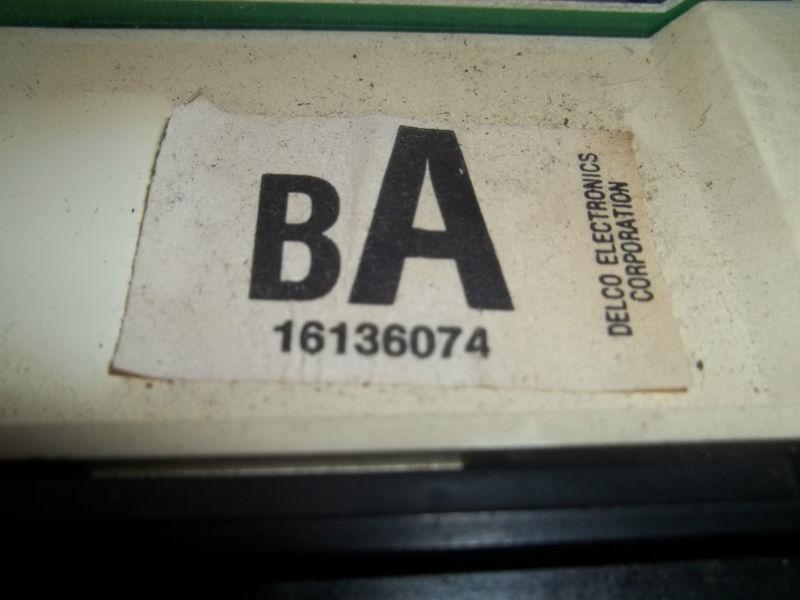 BA
16136074
DELCO ELECTRONICS
CORPORATION